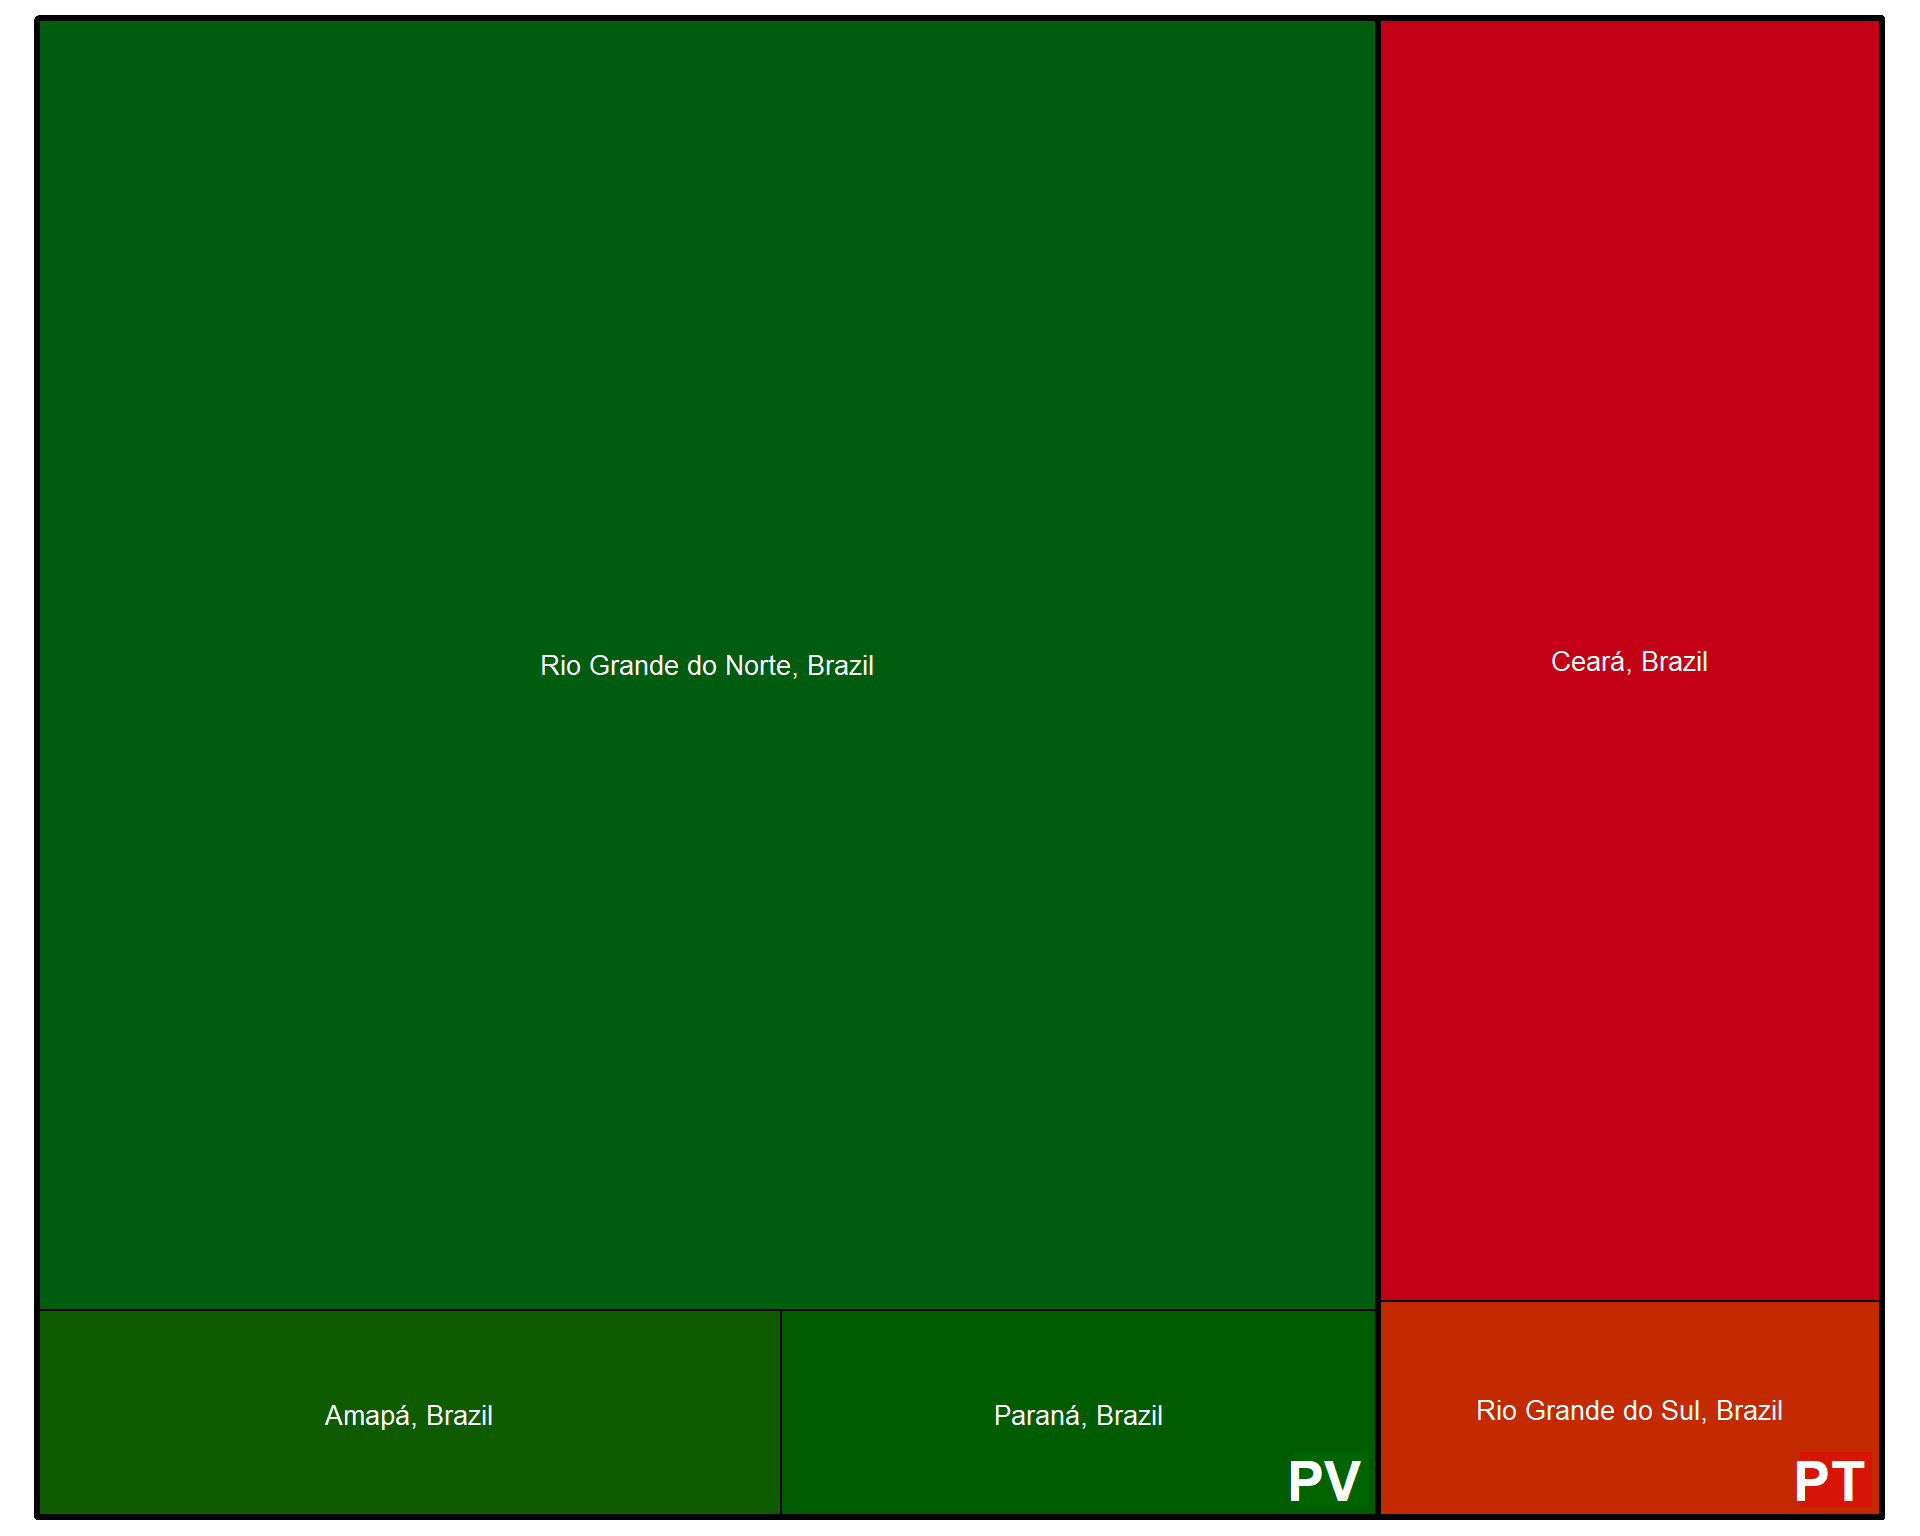 Rio Grande do Norte, Brazil
Ceará, Brazil
Amapá, Brazil
Paraná, Brazil
Rio Grande do Sul, Brazil
PV
PT